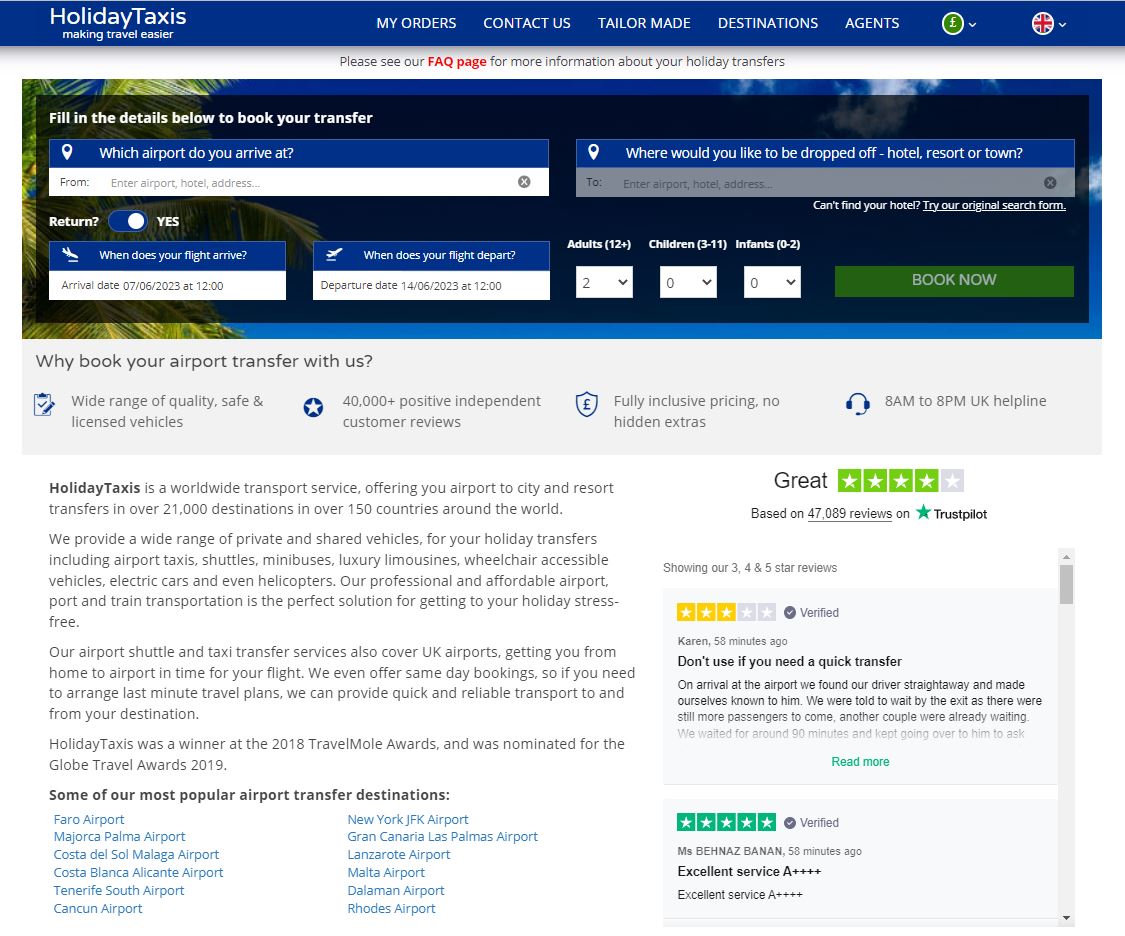 HolidayTaxis
making travel easier
MY ORDERS
CONTACT US
TAILOR MADE
DESTINATIONS
AGENTS
£
Please see our FAQ page for more information about your holiday transfers
Fill in the details below to book your transfer
Which airport do you arrive at?
From: Enter airport, hotel, address...
Where would you like to be dropped off - hotel, resort or town?
To: Enter airport, hotel, address...
Can't find your hotel? Try our original search form.
Return? YES
When does your flight arrive?
Arrival date 07/06/2023 at 12:00
When does your flight depart?
Departure date 14/06/2023 at 12:00
Adults (12+)
2
Children (3-11)
0
Infants (0-2)
0
BOOK NOW
Why book your airport transfer with us?
Wide range of quality, safe &
licensed vehicles
40,000+ positive independent
customer reviews
£
Fully inclusive pricing, no
hidden extras
8AM to 8PM UK helpline
HolidayTaxis is a worldwide transport service, offering you airport to city and resort
transfers in over 21,000 destinations in over 150 countries around the world.
We provide a wide range of private and shared vehicles, for your holiday transfers
including airport taxis, shuttles, minibuses, luxury limousines, wheelchair accessible
vehicles, electric cars and even helicopters. Our professional and affordable airport,
port and train transportation is the perfect solution for getting to your holiday stress-
free.
Our airport shuttle and taxi transfer services also cover UK airports, getting you from
home to airport in time for your flight. We even offer same day bookings, so if you need
to arrange last minute travel plans, we can provide quick and reliable transport to and
from your destination.
HolidayTaxis was a winner at the 2018 TravelMole Awards, and was nominated for the
Globe Travel Awards 2019.
Some of our most popular airport transfer destinations:
Faro Airport
Majorca Palma Airport
Costa del Sol Malaga Airport
Costa Blanca Alicante Airport
Tenerife South Airport
Cancun Airport
New York JFK Airport
Gran Canaria Las Palmas Airport
Lanzarote Airport
Malta Airport
Dalaman Airport
Rhodes Airport
Great
Based on 47,089 reviews on Trustpilot
Showing our 3, 4 & 5 star reviews
Verified
Karen, 58 minutes ago
Don't use if you need a quick transfer
On arrival at the airport we found our driver straightaway and made
ourselves known to him. We were told to wait by the exit as there were
still more passengers to come, another couple were already waiting.
We waited for around 90 minutes and kept going over to him to ask
Read more
Verified
Ms BEHNAZ BANAN, 58 minutes ago
Excellent service A++++
Excellent service A++++